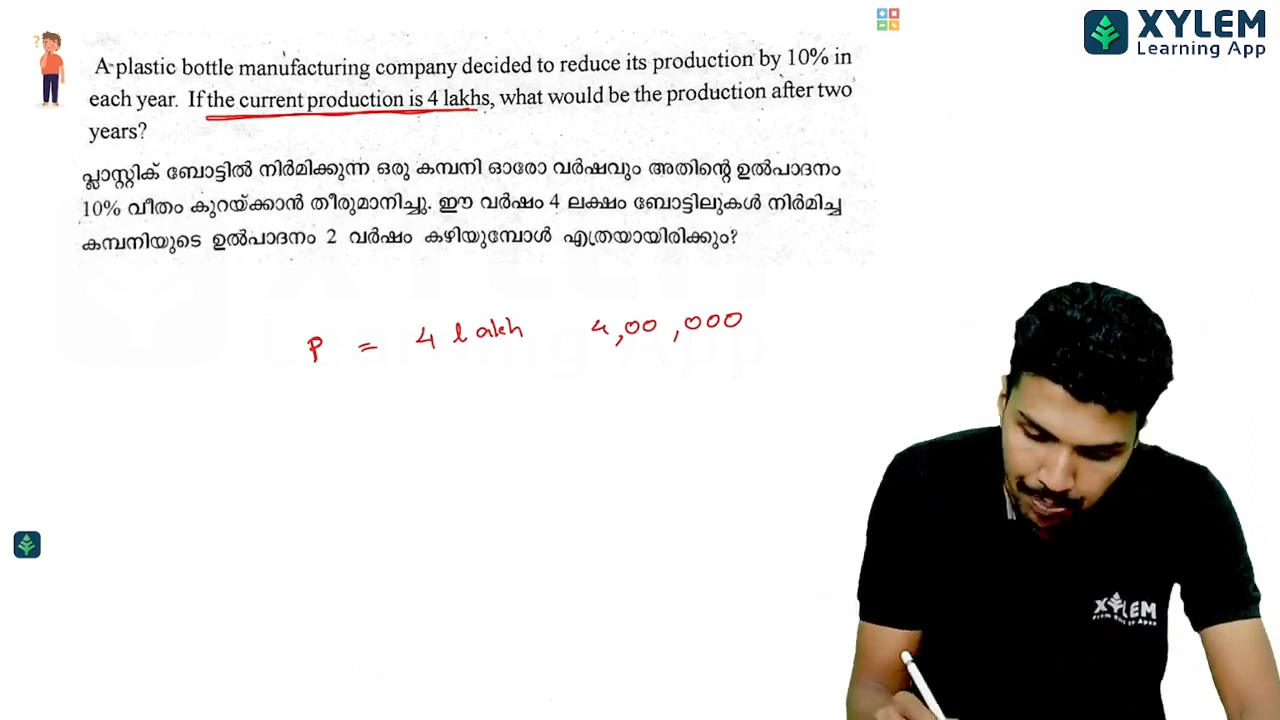 XYLEM
Learning App
A plastic bottle manufacturing company decided to reduce its production by 10% in
each year. If the current production is 4 lakhs, what would be the production after two
years?
പ്ലാസ്റ്റിക് ബോട്ടിൽ നിർമിക്കുന്ന ഒരു കമ്പനി ഓരോ വർഷവും അതിന്റെ ഉൽപാദനം
10% വീതം കുറയ്ക്കാൻ തീരുമാനിച്ചു. ഈ വർഷം 4 ലക്ഷം ബോട്ടിലുകൾ നിർമിച്ച
കമ്പനിയുടെ ഉൽപാദനം 2 വർഷം കഴിയുമ്പോൾ എത്രയായിരിക്കും?
P = 4 lakh 4,00,000
XYLEM